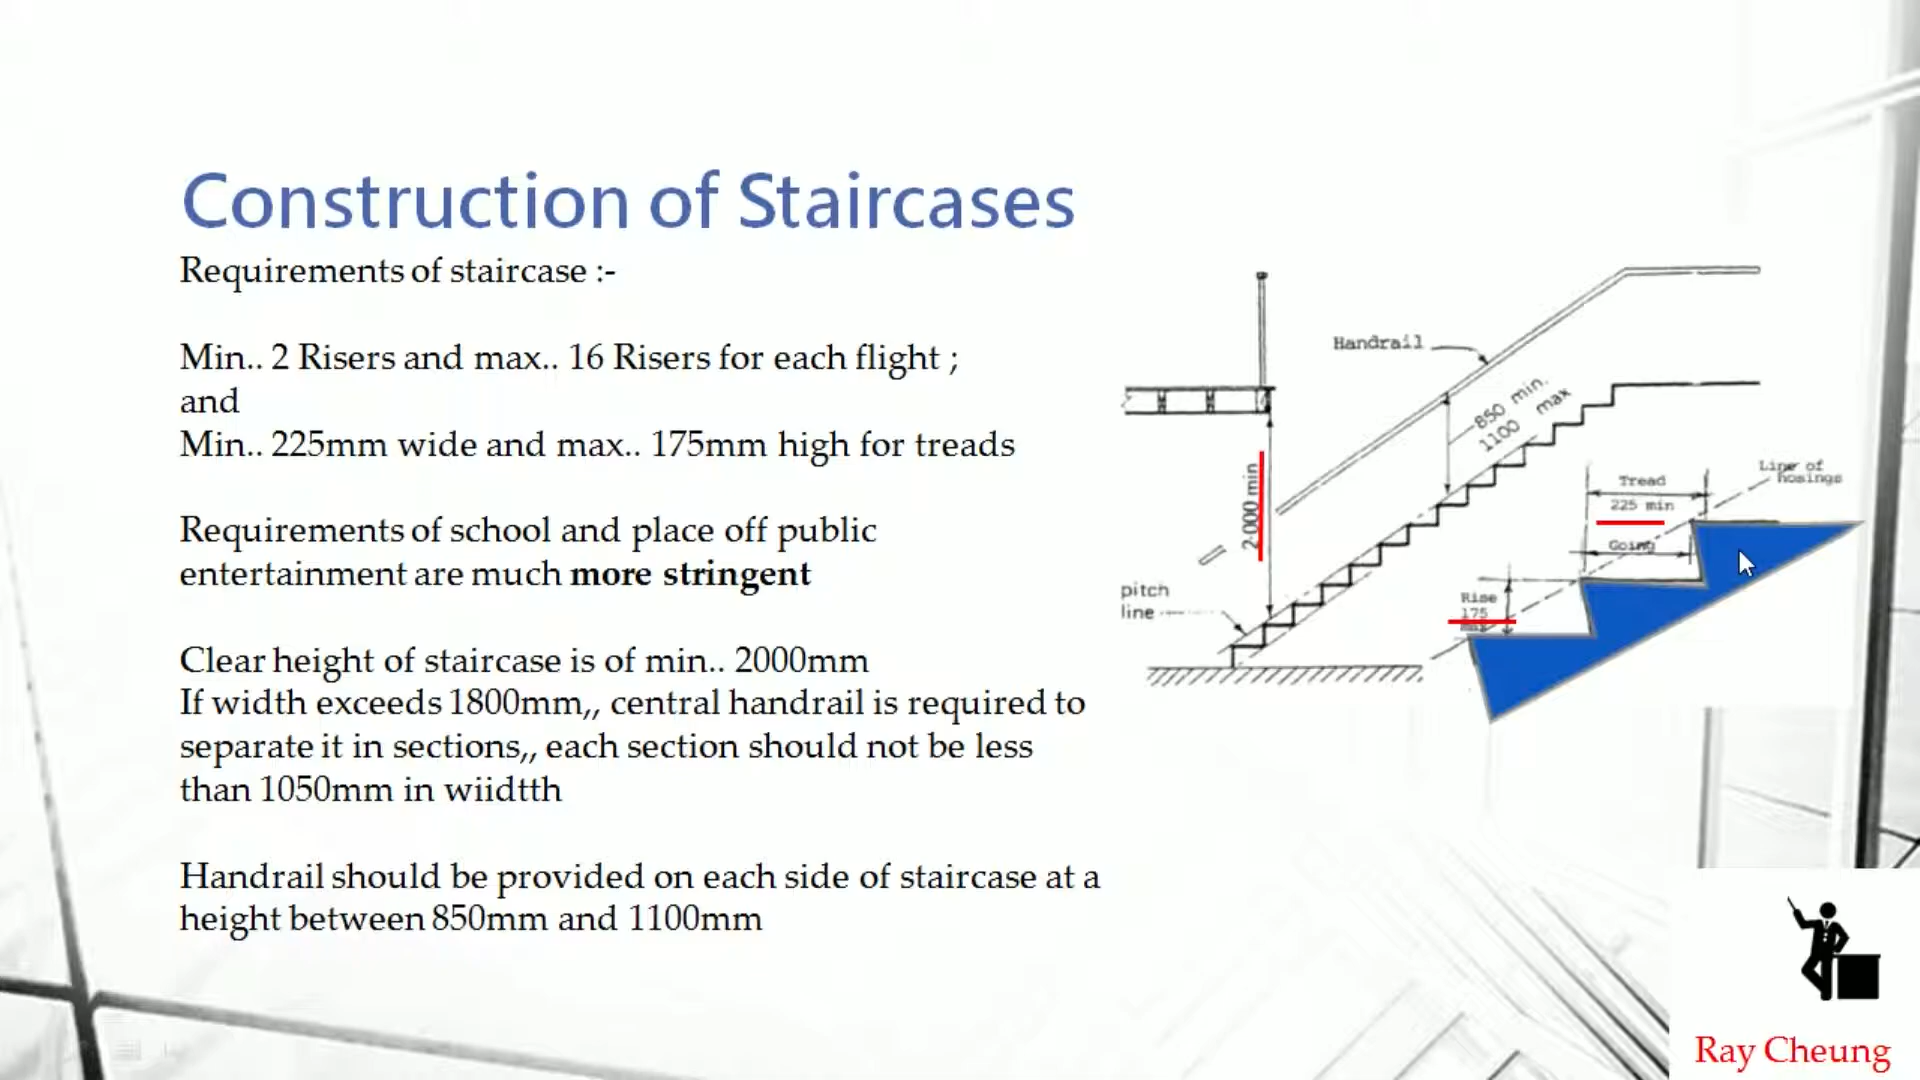 Construction of Staircases
Requirements of staircase :-
Min.. 2 Risers and max.. 16 Risers for each flight ;
and
Min.. 225mm wide and max.. 175mm high for treads
Requirements of school and place off public
entertainment are much more stringent
Clear height of staircase is of min.. 2000mm
If width exceeds 1800mm,, central handrail is required to
separate it in sections,, each section should not be less
than 1050mm in wiidtth
Handrail should be provided on each side of staircase at a
height between 850mm and 1100mm
Handrail
850 min.
1100 max
2·000 min
pitch
line
Line of
nosings
Tread
225 min
Going
Rise
175
max
Ray Cheung